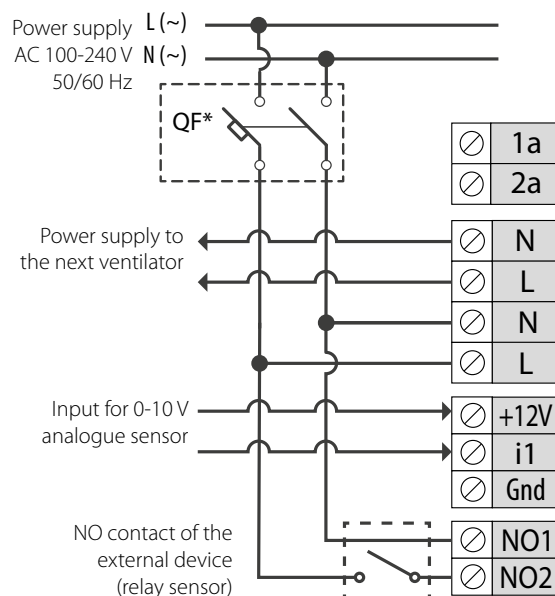 Power supply L (~)
AC 100-240 V N (~)
50/60 Hz
QF*
1a
2a
Power supply to
the next ventilator
N
L
N
L
Input for 0-10 V
analogue sensor
+12V
i1
Gnd
NO contact of the
external device
(relay sensor)
NO1
NO2